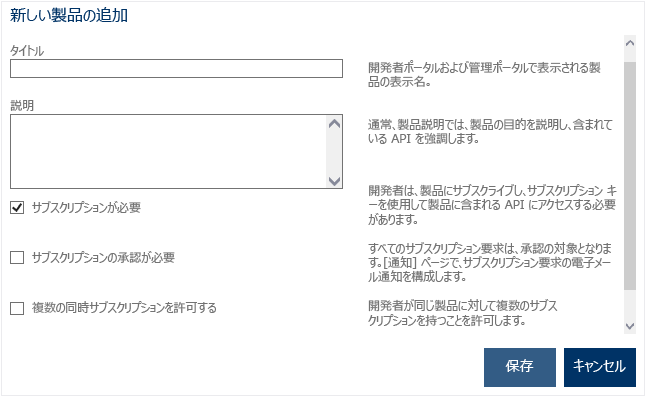 新しい製品の追加
タイトル
開発者ポータルおよび管理ポータルで表示される製
品の表示名。
説明
通常、製品説明では、製品の目的を説明し、含まれて
いる API を強調します。
サブスクリプションが必要
開発者は、製品にサブスクライブし、サブスクリプション キ
ーを使用して製品に含まれる API にアクセスする必要
があります。
サブスクリプションの承認が必要
すべてのサブスクリプション要求は、承認の対象となりま
す。[通知] ページで、サブスクリプション要求の電子メー
ル通知を構成します。
複数の同時サブスクリプションを許可する
開発者が同じ製品に対して複数のサブス
クリプションを持つことを許可します。
保存
キャンセル